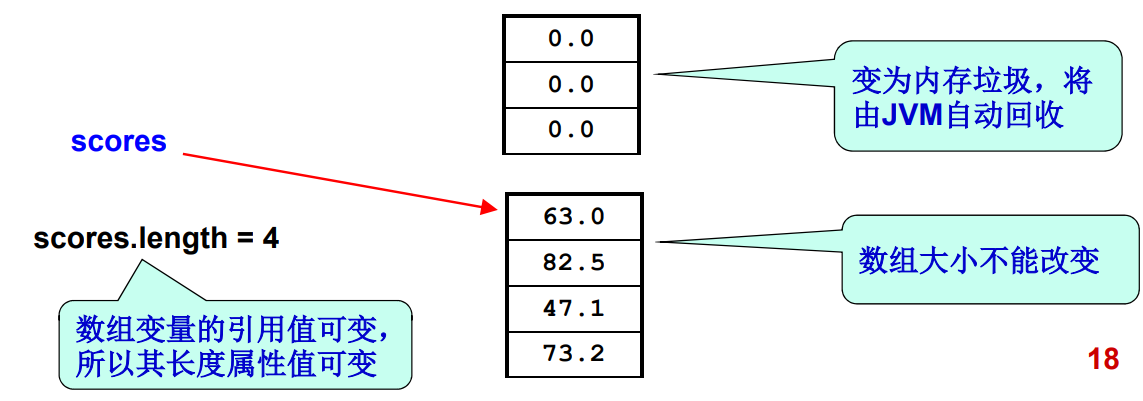 0.0
0.0
0.0
变为内存垃圾，将
由JVM自动回收
scores
63.0
82.5
47.1
73.2
scores.length = 4
数组大小不能改变
数组变量的引用值可变，
所以其长度属性值可变
18